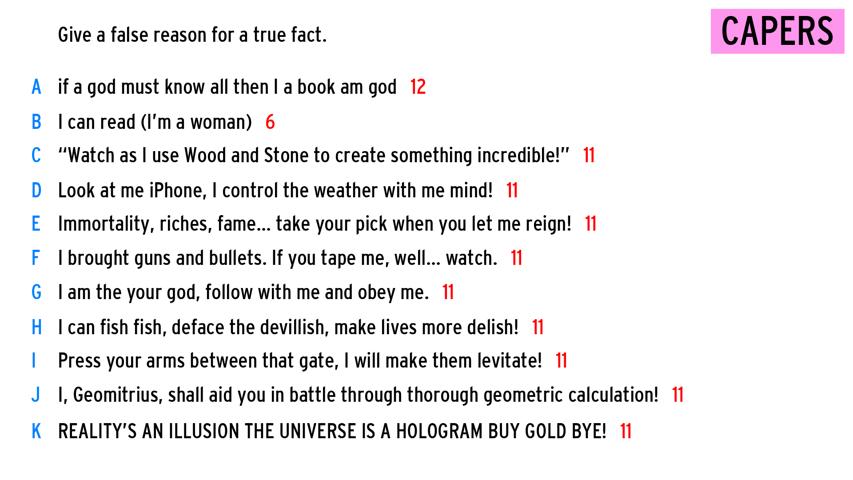 Give a false reason for a true fact.
CAPERS
A if a god must know all then I a book am god 12
B I can read (I'm a woman) 6
C “Watch as I use Wood and Stone to create something incredible!” 11
D Look at me iPhone, I control the weather with me mind! 11
E Immortality, riches, fame... take your pick when you let me reign! 11
F I brought guns and bullets. If you tape me, well... watch. 11
G I am the your god, follow with me and obey me. 11
H I can fish fish, deface the devillish, make lives more delish! 11
I Press your arms between that gate, I will make them levitate! 11
J I, Geomitrius, shall aid you in battle through thorough geometric calculation! 11
K REALITY'S AN ILLUSION THE UNIVERSE IS A HOLOGRAM BUY GOLD BYE! 11